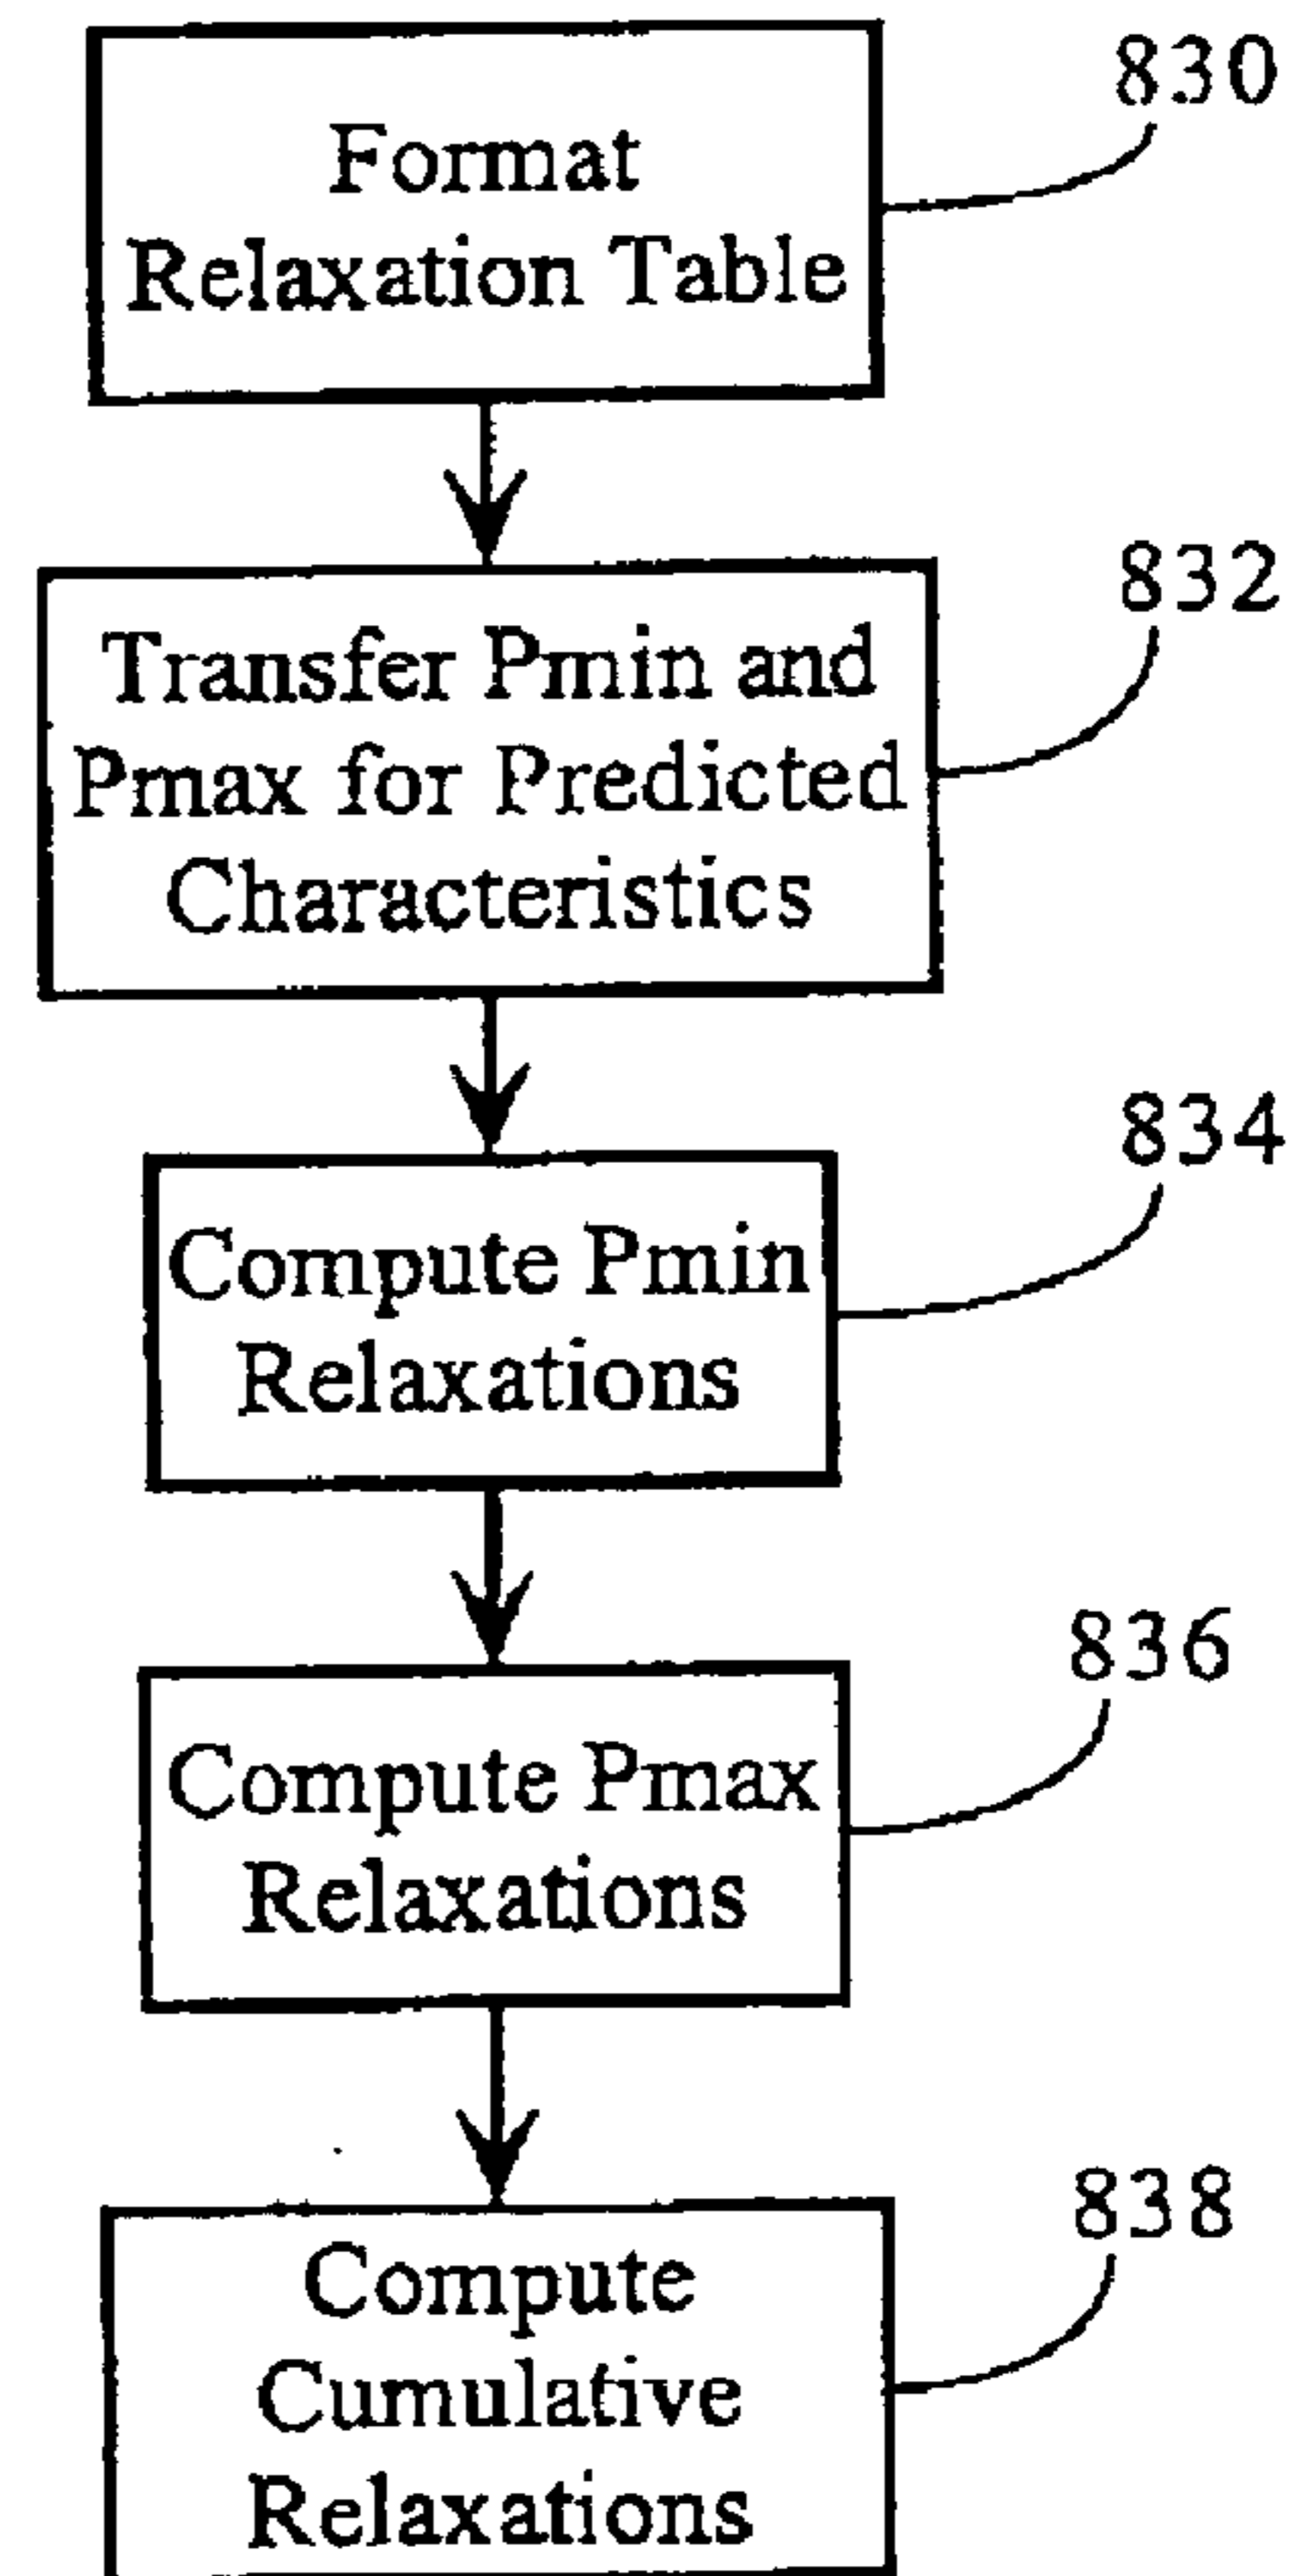 830
Format
Relaxation Table
832
Transfer Pmin and
Pmax for Predicted
Characteristics
834
Compute Pmin
Relaxations
836
Compute Pmax
Relaxations
838
Compute
Cumulative
Relaxations